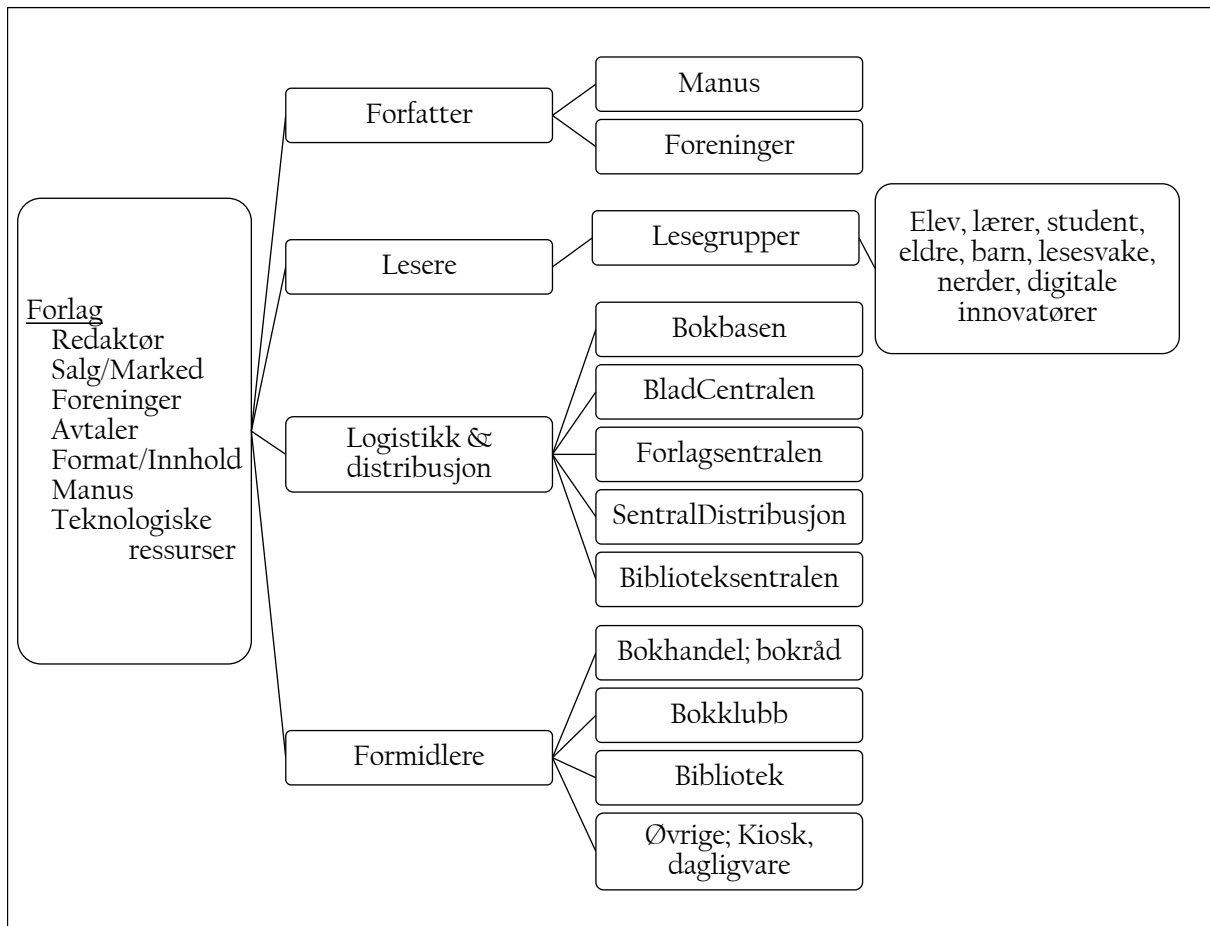 Forlag
Redaktør
Salg/Marked
Foreninger
Avtaler
Format/Innhold
Manus
Teknologiske
ressurser
Forfatter
Manus
Foreninger
Lesere
Lesegrupper
Elev, lærer, student,
eldre, barn, lesesvake,
nerder, digitale
innovatører
Logistikk &
distribusjon
Bokbasen
BladCentralen
Forlagsentralen
SentralDistribusjon
Biblioteksentralen
Formidlere
Bokhandel; bokråd
Bokklubb
Bibliotek
Øvrige; Kiosk,
dagligvare